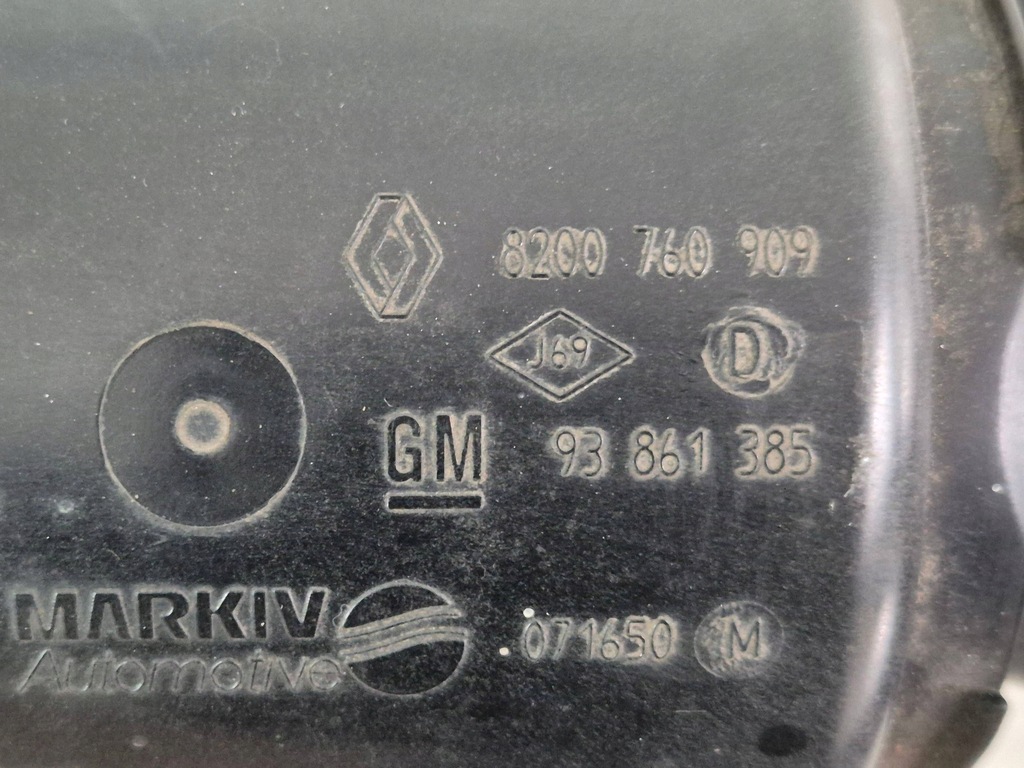 8200 760 909
J69 D
GM 93 861 385
MARKIV
Automotive
071650 M